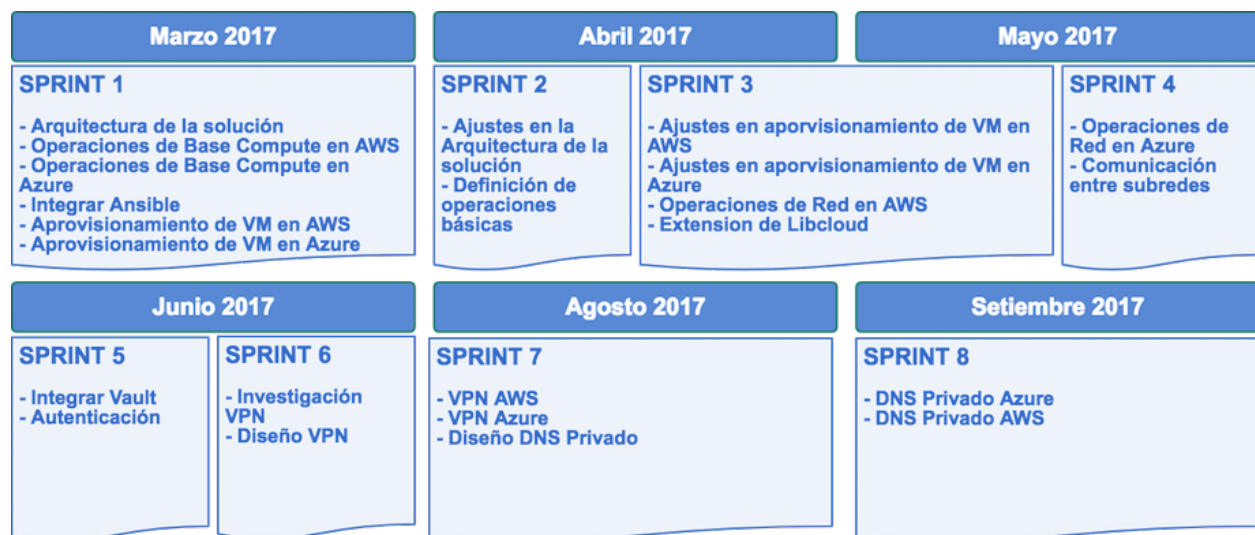 Marzo 2017
Abril 2017
Mayo 2017
SPRINT 1
- Arquitectura de la solución
- Operaciones de Base Compute en AWS
- Operaciones de Base Compute en
Azure
- Integrar Ansible
- Aprovisionamiento de VM en AWS
- Aprovisionamiento de VM en Azure
SPRINT 2
- Ajustes en la
Arquitectura de la
solución
- Definición de
operaciones
básicas
SPRINT 3
- Ajustes en aporvisionamiento de VM en
AWS
- Ajustes en aporvisionamiento de VM en
Azure
- Operaciones de Red en AWS
- Extension de Libcloud
SPRINT 4
- Operaciones de
Red en Azure
- Comunicación
entre subredes
Junio 2017
Agosto 2017
Setiembre 2017
SPRINT 5
- Integrar Vault
- Autenticación
SPRINT 6
- Investigación
VPN
- Diseño VPN
SPRINT 7
- VPN AWS
- VPN Azure
- Diseño DNS Privado
SPRINT 8
- DNS Privado Azure
- DNS Privado AWS